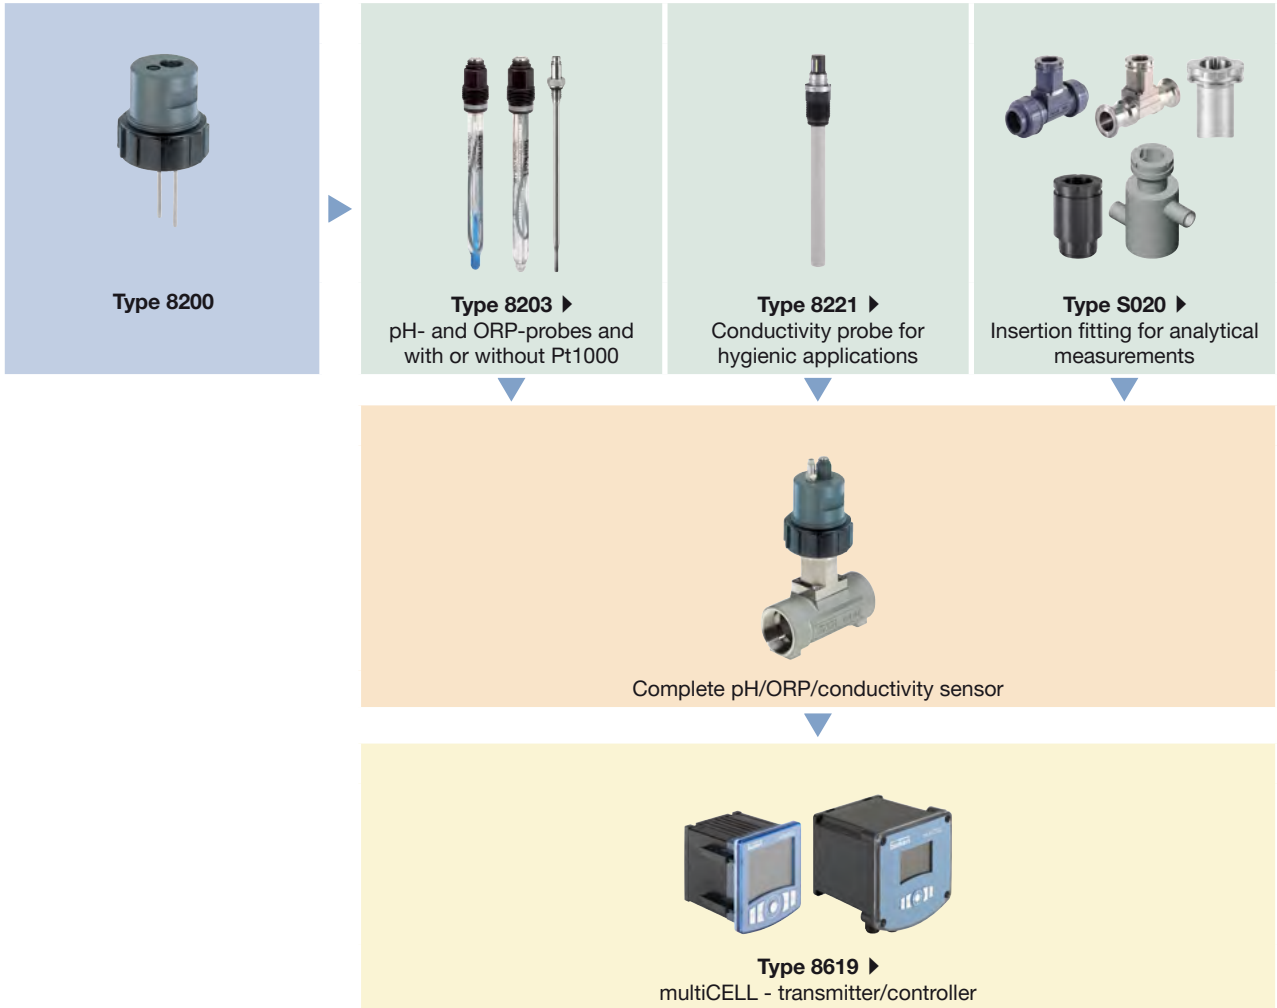 Type 8200
Type 8203
pH- and ORP-probes and
with or without Pt1000
Type 8221
Conductivity probe for
hygienic applications
Type S020
Insertion fitting for analytical
measurements
Complete pH/ORP/conductivity sensor
Type 8619
multiCELL - transmitter/controller